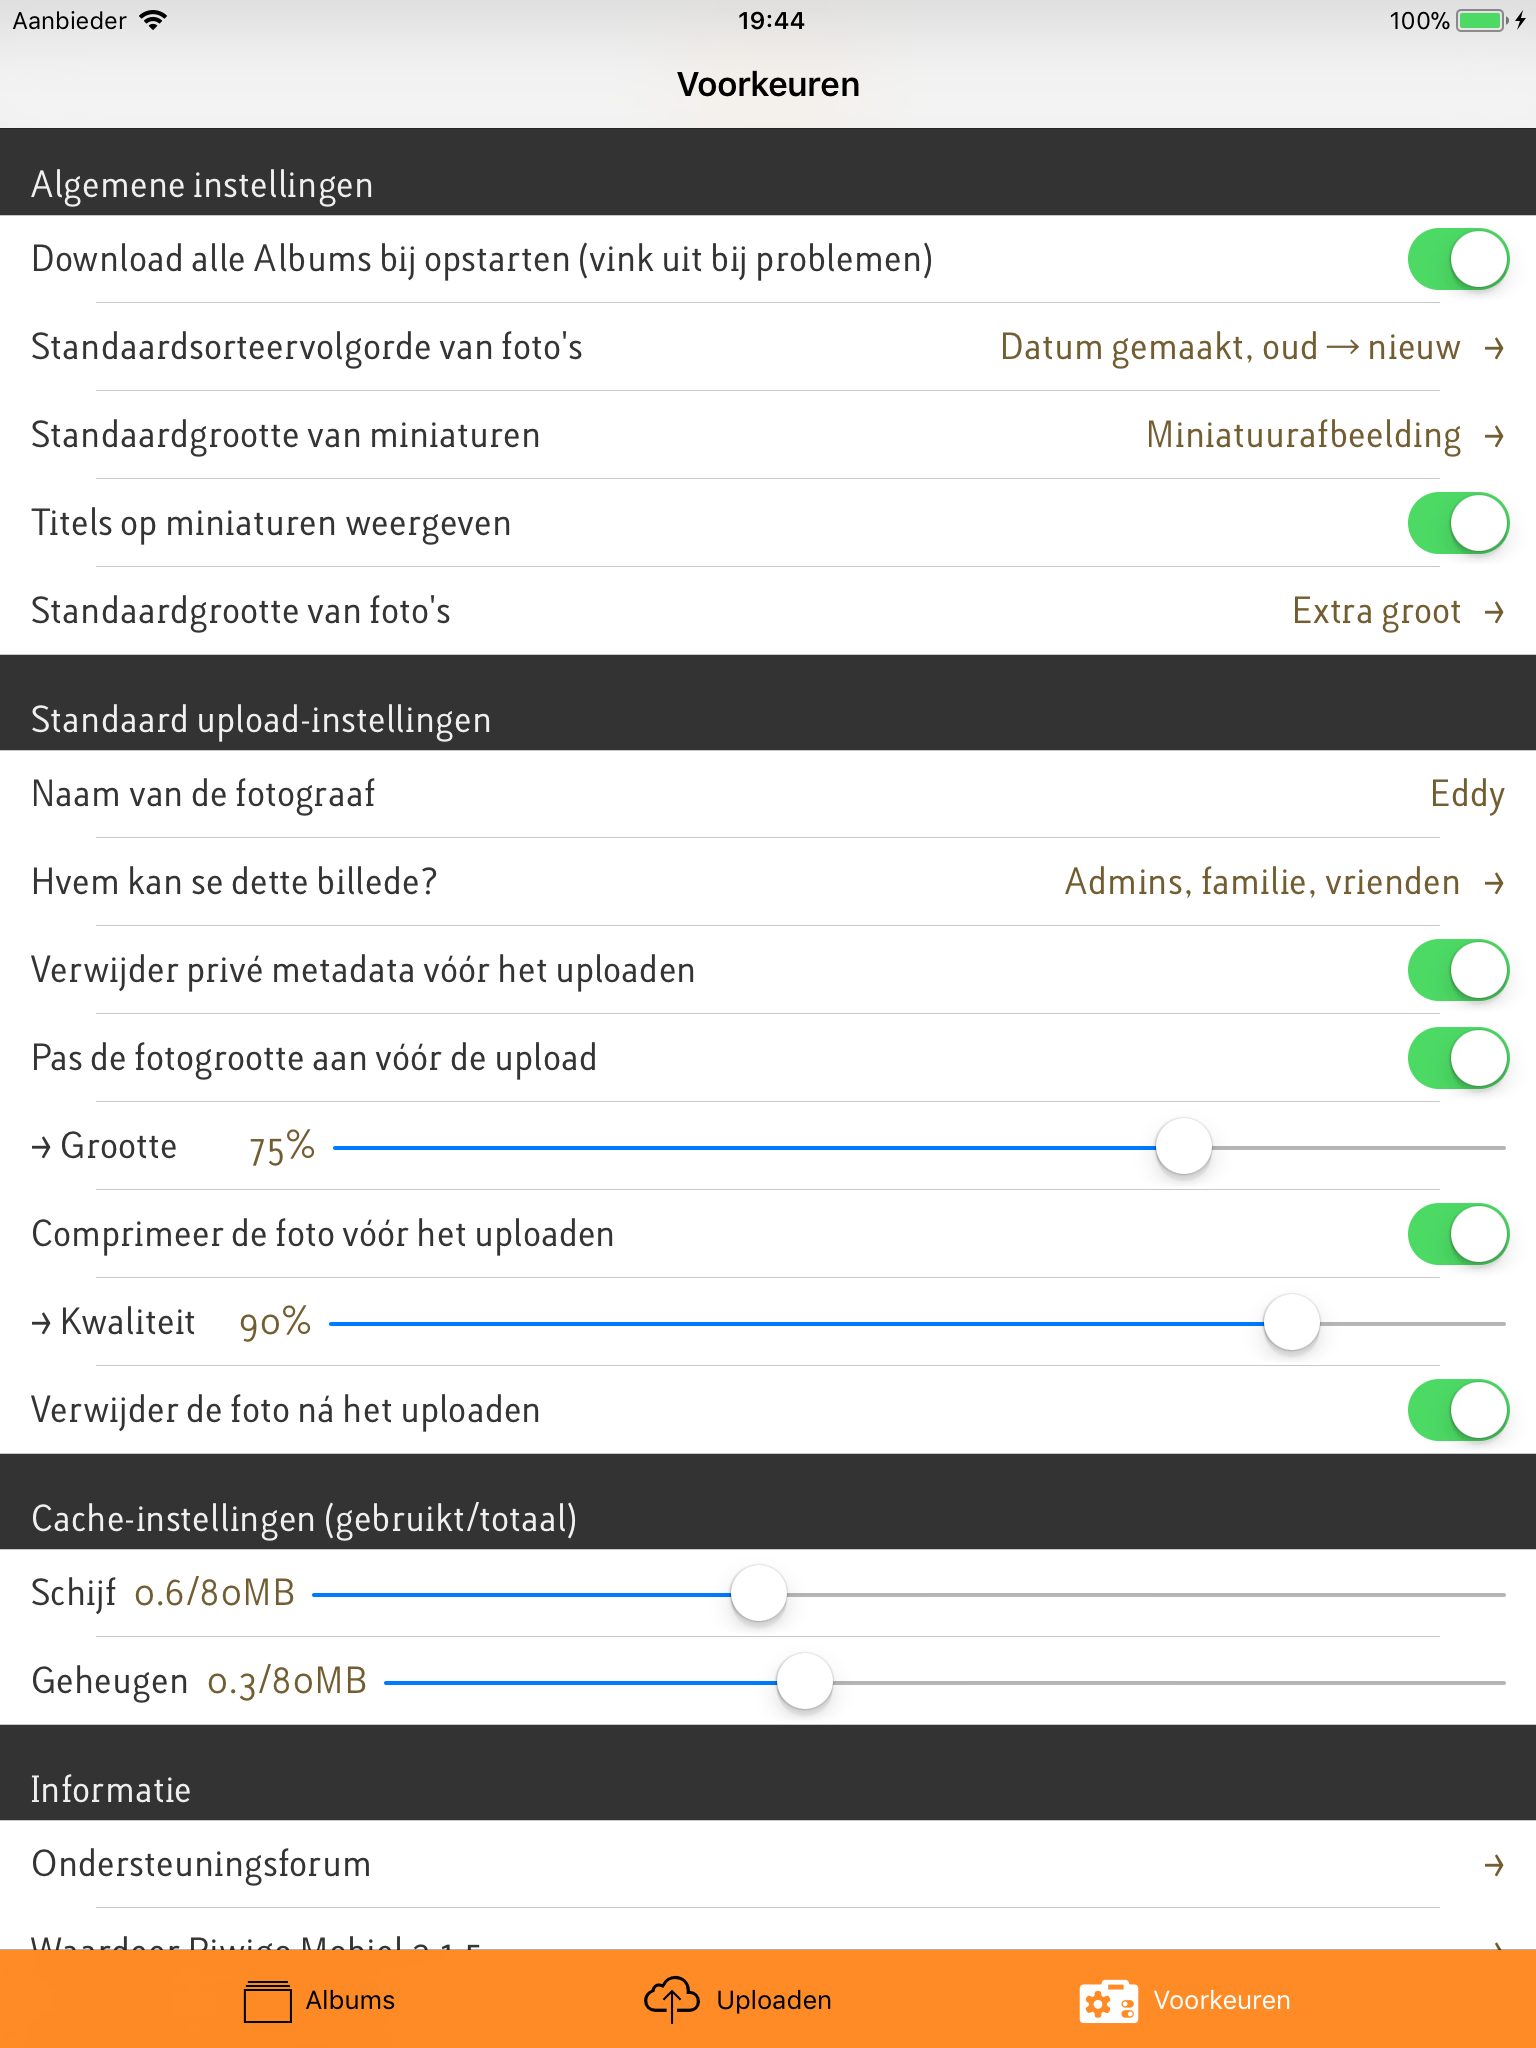 Aanbieder 19:44 100%
Voorkeuren
Algemene instellingen
Download alle Albums bij opstarten (vink uit bij problemen)
Standaardsorteervolgorde van foto's Datum gemaakt, oud → nieuw →
Standaardgrootte van miniaturen Miniatuurafbeelding →
Titels op miniaturen weergeven
Standaardgrootte van foto's Extra groot →
Standaard upload-instellingen
Naam van de fotograaf Eddy
Hvem kan se dette billede? Admins, familie, vrienden →
Verwijder privé metadata vóór het uploaden
Pas de fotogrootte aan vóór de upload
→ Grootte 75%
Comprimeer de foto vóór het uploaden
→ Kwaliteit 90%
Verwijder de foto ná het uploaden
Cache-instellingen (gebruikt/totaal)
Schijf 0.6/80MB
Geheugen 0.3/80MB
Informatie
Ondersteuningsforum →
Waardeer Piwigo Mobiel
Albums Uploaden Voorkeuren